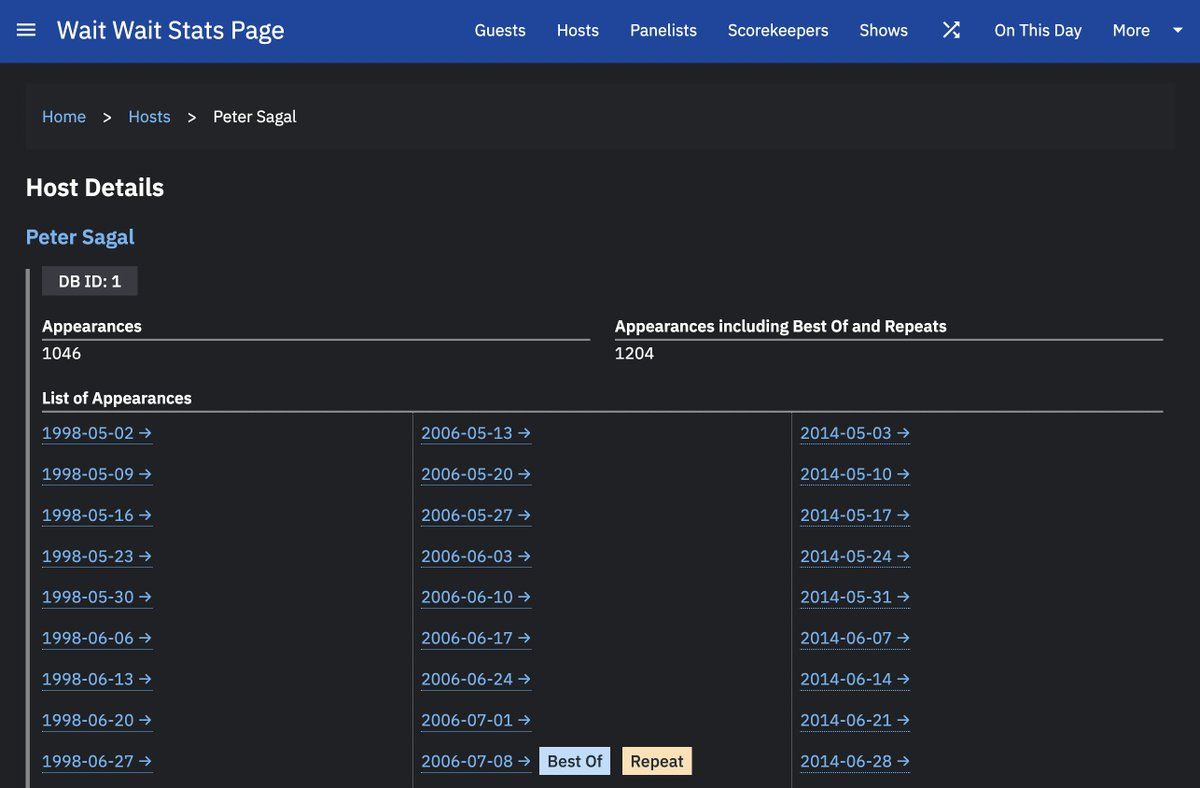 Wait Wait Stats Page
Guests Hosts Panelists Scorekeepers Shows On This Day More
Home > Hosts > Peter Sagal
Host Details
Peter Sagal
DB ID: 1
Appearances
1046
Appearances including Best Of and Repeats
1204
List of Appearances
1998-05-02 →
1998-05-09 →
1998-05-16 →
1998-05-23 →
1998-05-30 →
1998-06-06 →
1998-06-13 →
1998-06-20 →
1998-06-27 →
2006-05-13 →
2006-05-20 →
2006-05-27 →
2006-06-03 →
2006-06-10 →
2006-06-17 →
2006-06-24 →
2006-07-01 →
2006-07-08 → Best Of Repeat
2014-05-03 →
2014-05-10 →
2014-05-17 →
2014-05-24 →
2014-05-31 →
2014-06-07 →
2014-06-14 →
2014-06-21 →
2014-06-28 →